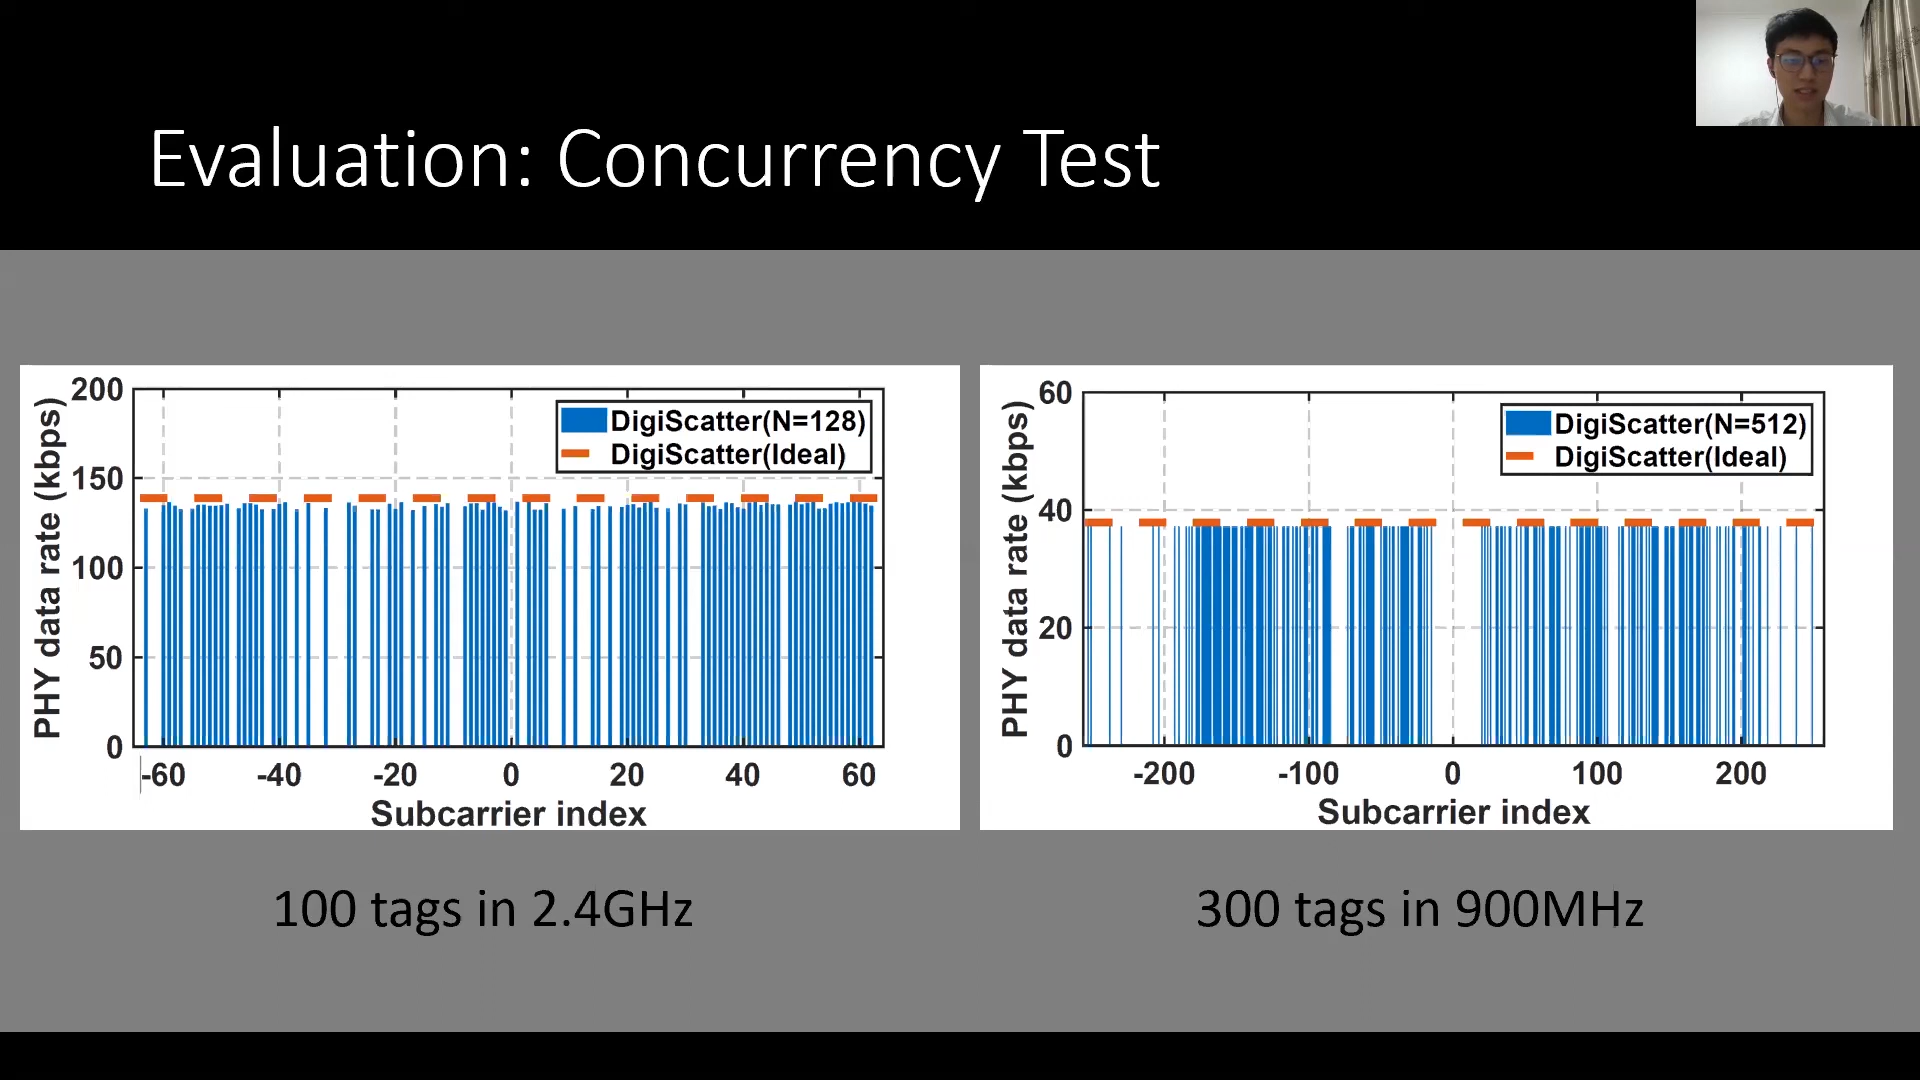 Evaluation: Concurrency Test
200
150
100
50
0
PHY data rate (kbps)
DigiScatter(N=128)
DigiScatter(Ideal)
-60 -40 -20 0 20 40 60
Subcarrier index
100 tags in 2.4GHz
60
40
20
0
PHY data rate (kbps)
DigiScatter(N=512)
DigiScatter(Ideal)
-200 -100 0 100 200
Subcarrier index
300 tags in 900MHz